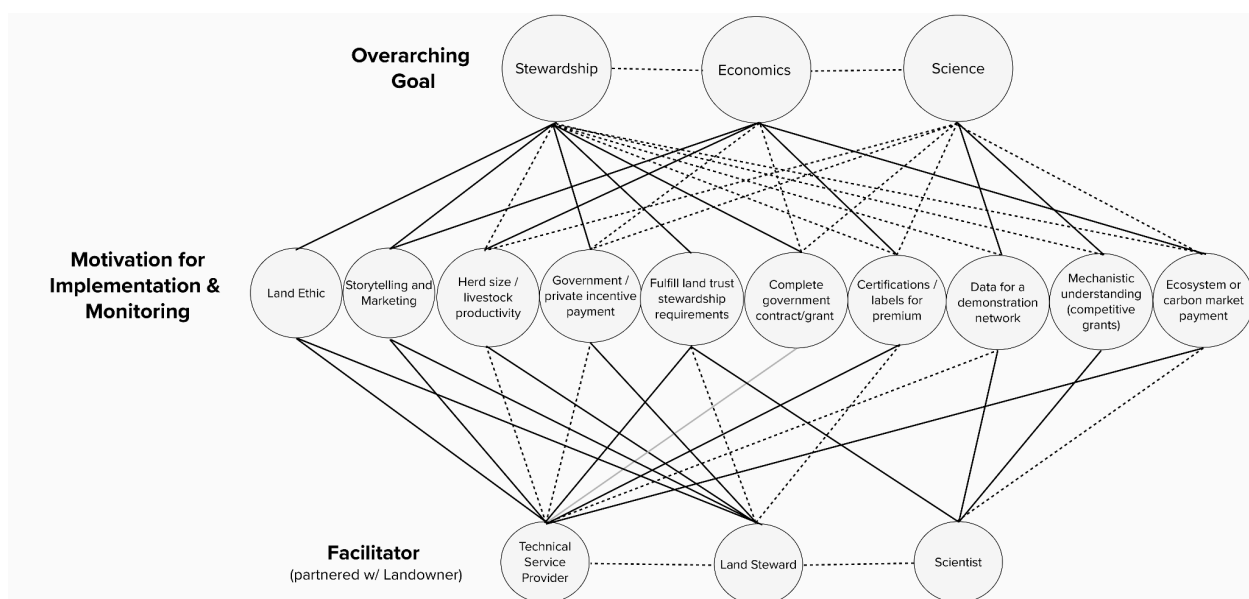 Overarching
Goal
Stewardship
Economics
Science
Motivation for
Implementation &
Monitoring
Land Ethic
Storytelling and
Marketing
Herd size /
livestock
productivity
Government /
private incentive
payment
Fulfill land trust
stewardship
requirements
Complete
government
contract/grant
Certifications /
labels for
premium
Data for a
demonstration
network
Mechanistic
understanding
(competitive
grants)
Ecosystem or
carbon market
payment
Facilitator
(partnered w/ Landowner)
Technical
Service
Provider
Land Steward
Scientist